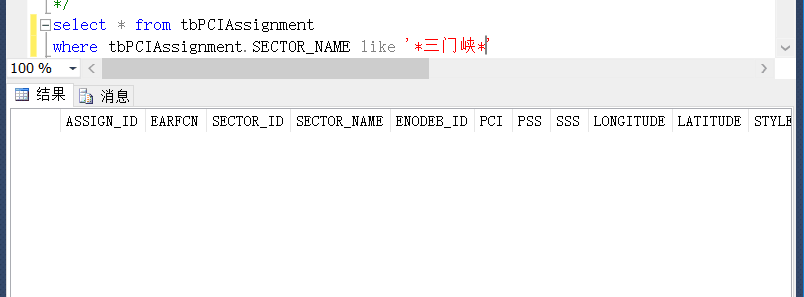 */
select * from tbPCIAssignment
where tbPCIAssignment.SECTOR_NAME like '*三门峡*'
100 %
结果 消息
ASSIGN_ID EARFCN SECTOR_ID SECTOR_NAME ENODEB_ID PCI PSS SSS LONGITUDE LATITUDE STYLE